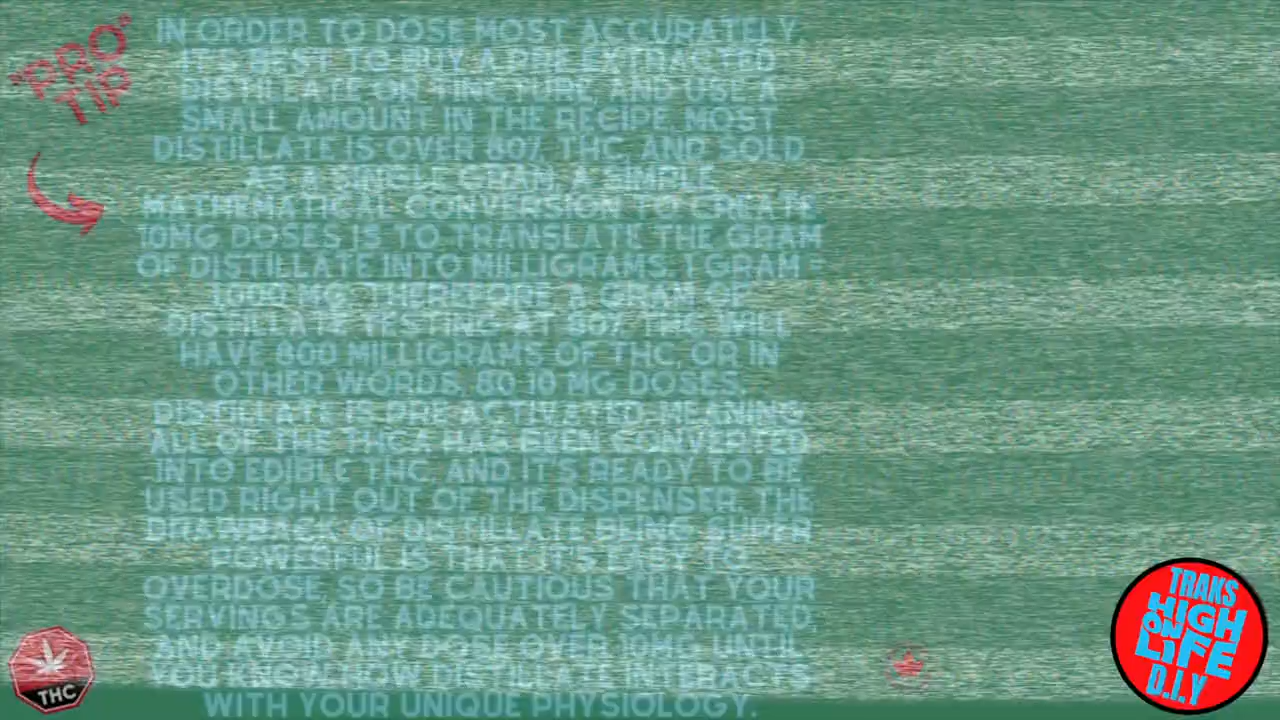 "PRO"
TIP
IN ORDER TO DOSE MOST ACCURATELY,
IT'S BEST TO BUY A PRE-EXTRACTED
DISTILLATE OR TINCTURE, AND USE A
SMALL AMOUNT IN THE RECIPE. MOST
DISTILLATE IS OVER 80% THC, AND SOLD
AS A SINGLE GRAM. A SIMPLE
MATHEMATICAL CONVERSION TO CREATE
10MG DOSES IS TO TRANSLATE THE GRAM
OF DISTILLATE INTO MILLIGRAMS. 1 GRAM =
1000 MG. THEREFORE, A GRAM OF
DISTILLATE TESTING AT 80% THC WILL
HAVE 800 MILLIGRAMS OF THC, OR IN
OTHER WORDS, 80 10 MG DOSES.
DISTILLATE IS PRE-ACTIVATED, MEANING
ALL OF THE THCA HAS BEEN CONVERTED
INTO EDIBLE THC, AND IT'S READY TO BE
USED RIGHT OUT OF THE DISPENSER. THE
DRAWBACK OF DISTILLATE BEING SUPER
POWERFUL IS THAT IT'S EASY TO
OVERDOSE, SO BE CAUTIOUS THAT YOUR
SERVINGS ARE ADEQUATELY SEPARATED
AND AVOID ANY DOSE OVER 10MG UNTIL
YOU KNOW HOW DISTILLATE INTERACTS
WITH YOUR UNIQUE PHYSIOLOGY.
THC
TRAKS
HIGH
ON
LIFE
D.I.Y